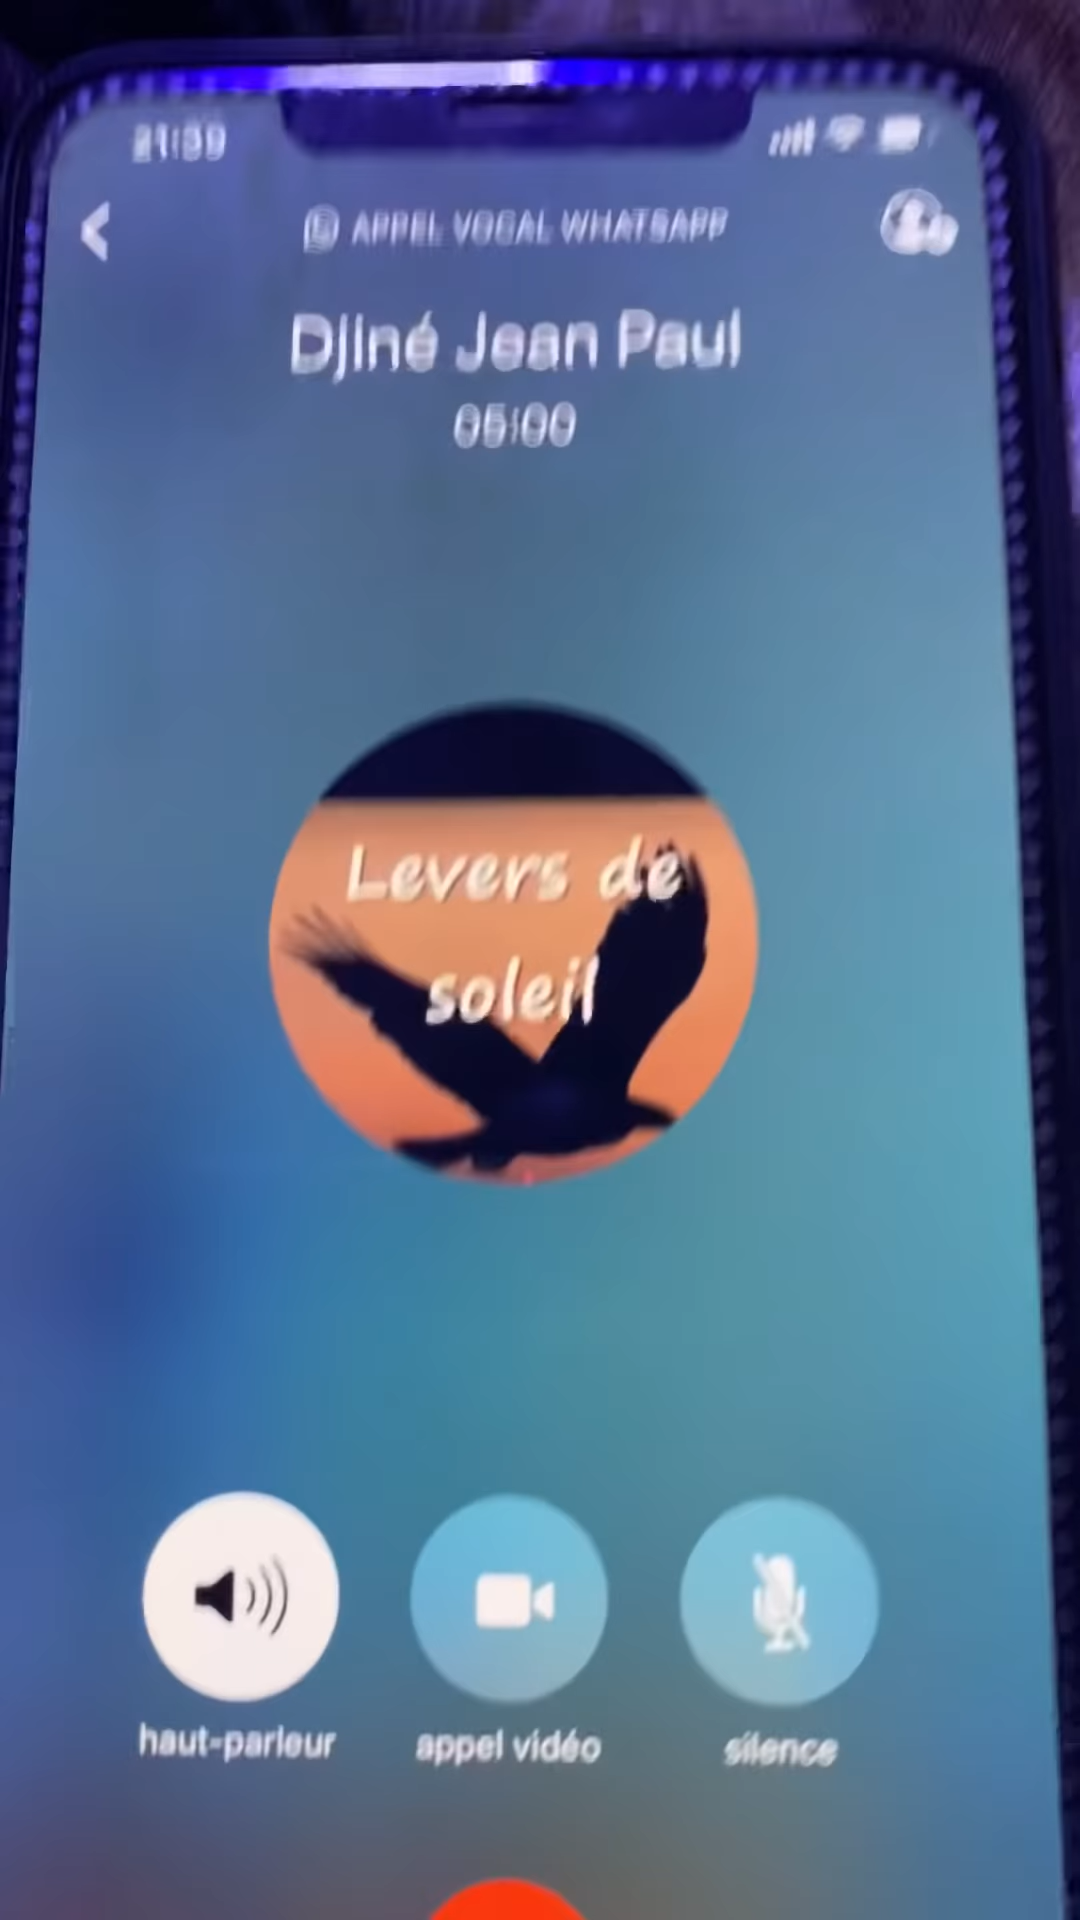 21:39
APPEL VOCAL WHATSAPP
Djiné Jean Paul
05:00
Levers de
soleil
haut-parleur
appel vidéo
silence